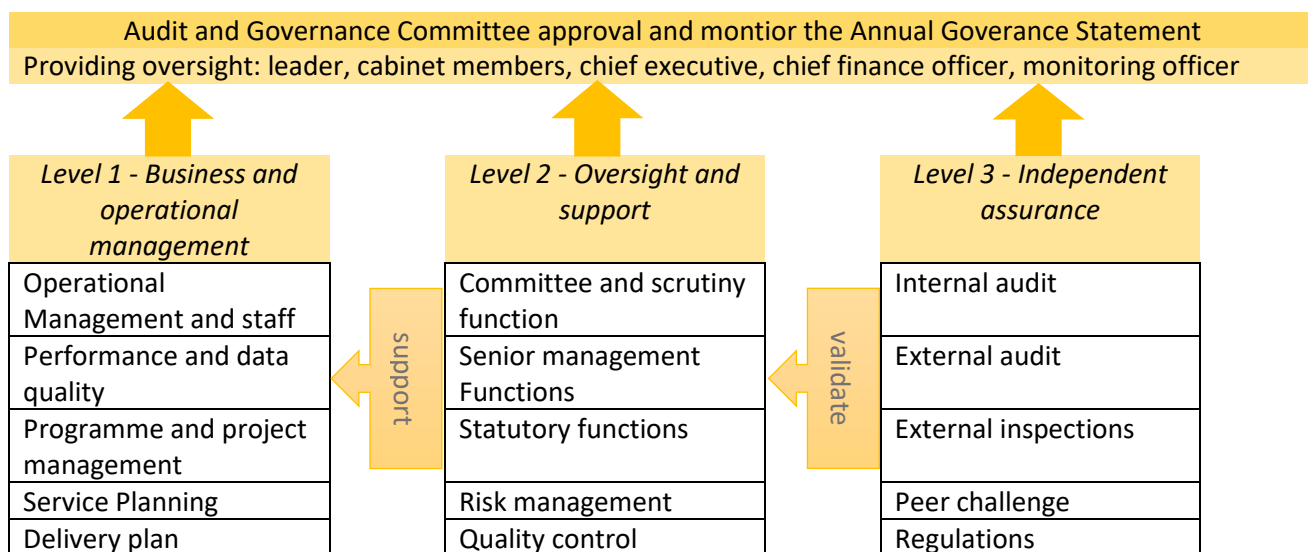 Audit and Governance Committee approval and montior the Annual Goverance Statement
Providing oversight: leader, cabinet members, chief executive, chief finance officer, monitoring officer
Level 1 - Business and
operational
management
Operational
Management and staff
Performance and data
quality
Programme and project
management
Service Planning
Delivery plan
support
Level 2 - Oversight and
support
Committee and scrutiny
function
Senior management
Functions
Statutory functions
Risk management
Quality control
validate
Level 3 - Independent
assurance
Internal audit
External audit
External inspections
Peer challenge
Regulations